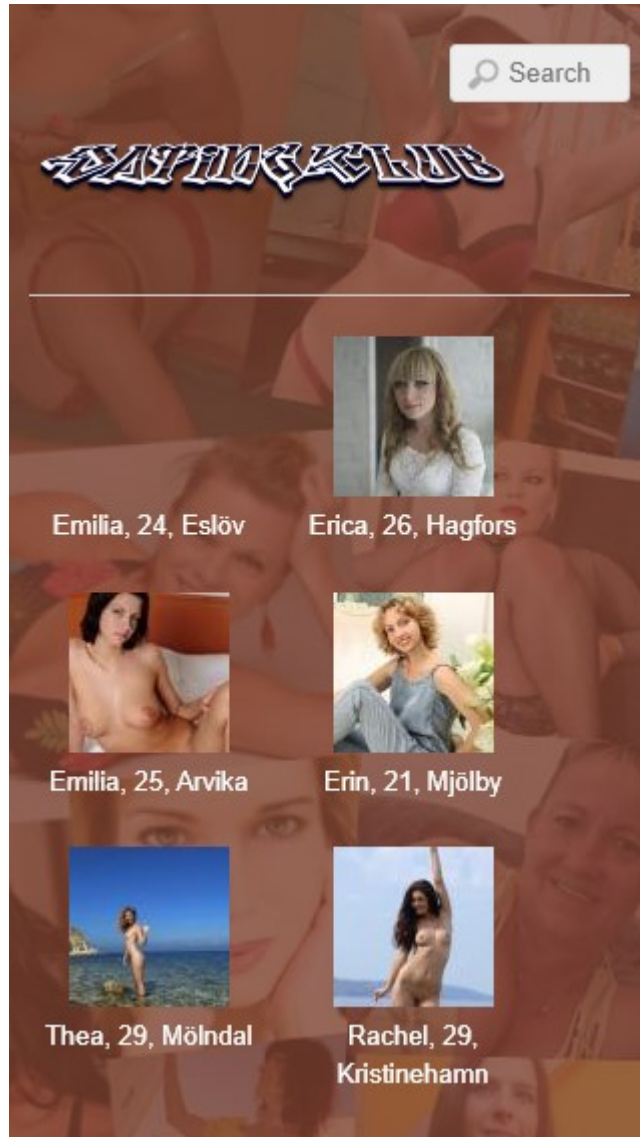 Search
DATINGKLUB
Emilia, 24, Eslöv
Erica, 26, Hagfors
Emilia, 25, Arvika
Erin, 21, Mjölby
Thea, 29, Mölndal
Rachel, 29,
Kristinehamn